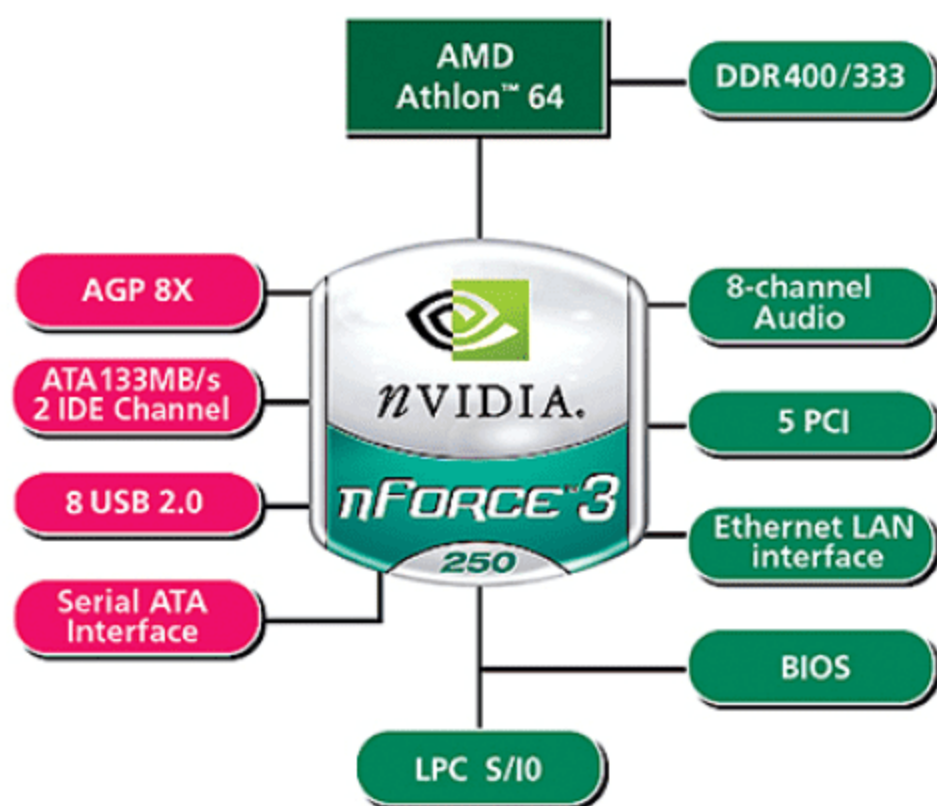 AMD
Athlon™ 64
DDR400/333
AGP 8X
8-channel
Audio
ATA133MB/s
2 IDE Channel
nVIDIA.
5 PCI
8 USB 2.0
nFORCE™3
Ethernet LAN
interface
250
Serial ATA
Interface
BIOS
LPC S/I0